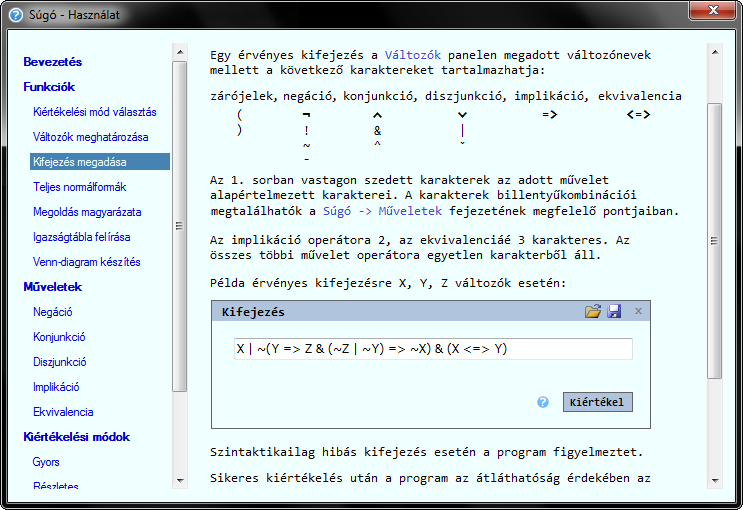 Súgó - Használat
Bevezetés
Funkciók
Kiértékelési mód választás
Változók meghatározása
Kifejezés megadása
Teljes normálformák
Megoldás magyarázata
Igazságtábla felírása
Venn-diagram készítés
Műveletek
Negáció
Konjunkció
Diszjunkció
Implikáció
Ekvivalencia
Kiértékelési módok
Gyors
Részletes
Egy érvényes kifejezés a Változók panelen megadott változónevek
mellett a következő karaktereket tartalmazhatja:
zárójelek, negáció, konjunkció, diszjunkció, implikáció, ekvivalencia
( ¬ ^ ˇ => <=>
) ! & |
~ ^ ˇ
-
Az 1. sorban vastagon szedett karakterek az adott művelet
alapértelmezett karakterei. A karakterek billentyűkombinációi
megtalálhatók a Súgó -> Műveletek fejezetének megfelelő pontjaiban.
Az implikáció operátora 2, az ekvivalenciáé 3 karakteres. Az
összes többi művelet operátora egyetlen karakterből áll.
Példa érvényes kifejezésre X, Y, Z változók esetén:
Kifejezés
X | ~(Y => Z & (~Z | ~Y) => ~X) & (X <=> Y)
Kiértékel
Szintaktikailag hibás kifejezés esetén a program figyelmeztet.
Sikeres kiértékelés után a program az átláthatóság érdekében az